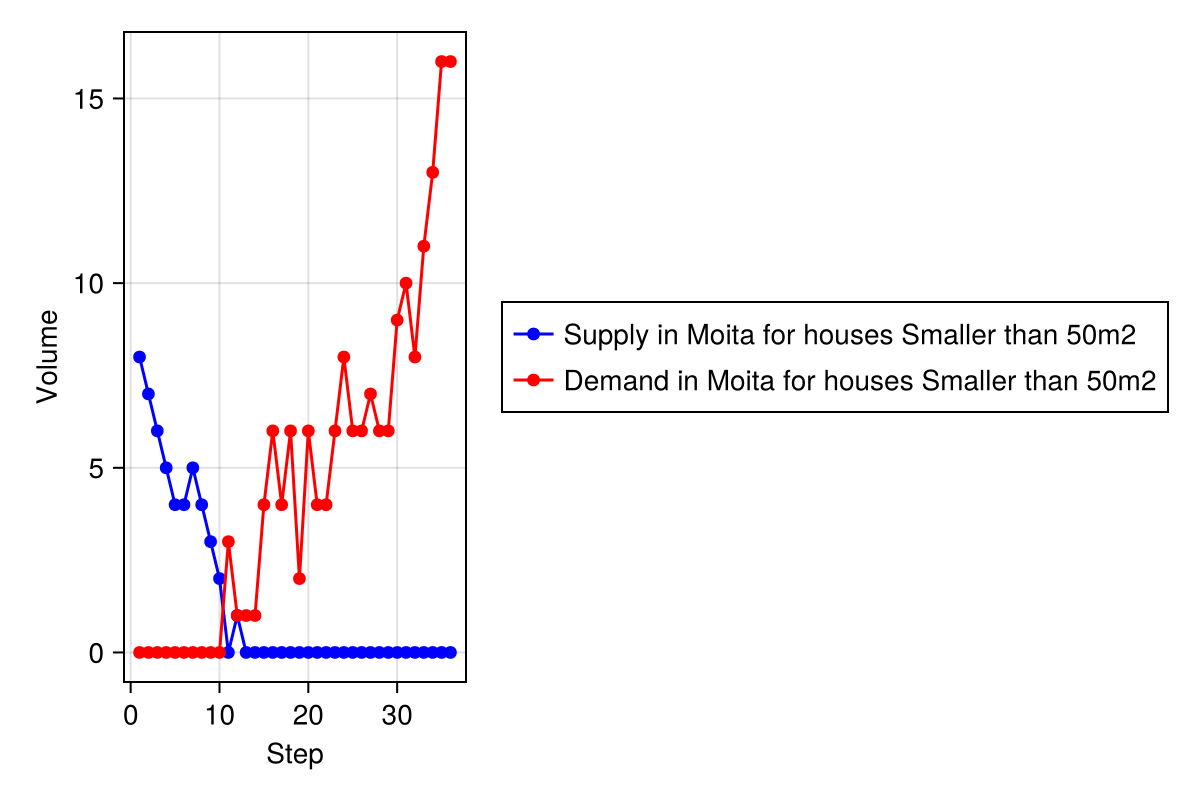 15
10
5
0
Volume
0 10 20 30
Step
Supply in Moita for houses Smaller than 50m2
Demand in Moita for houses Smaller than 50m2